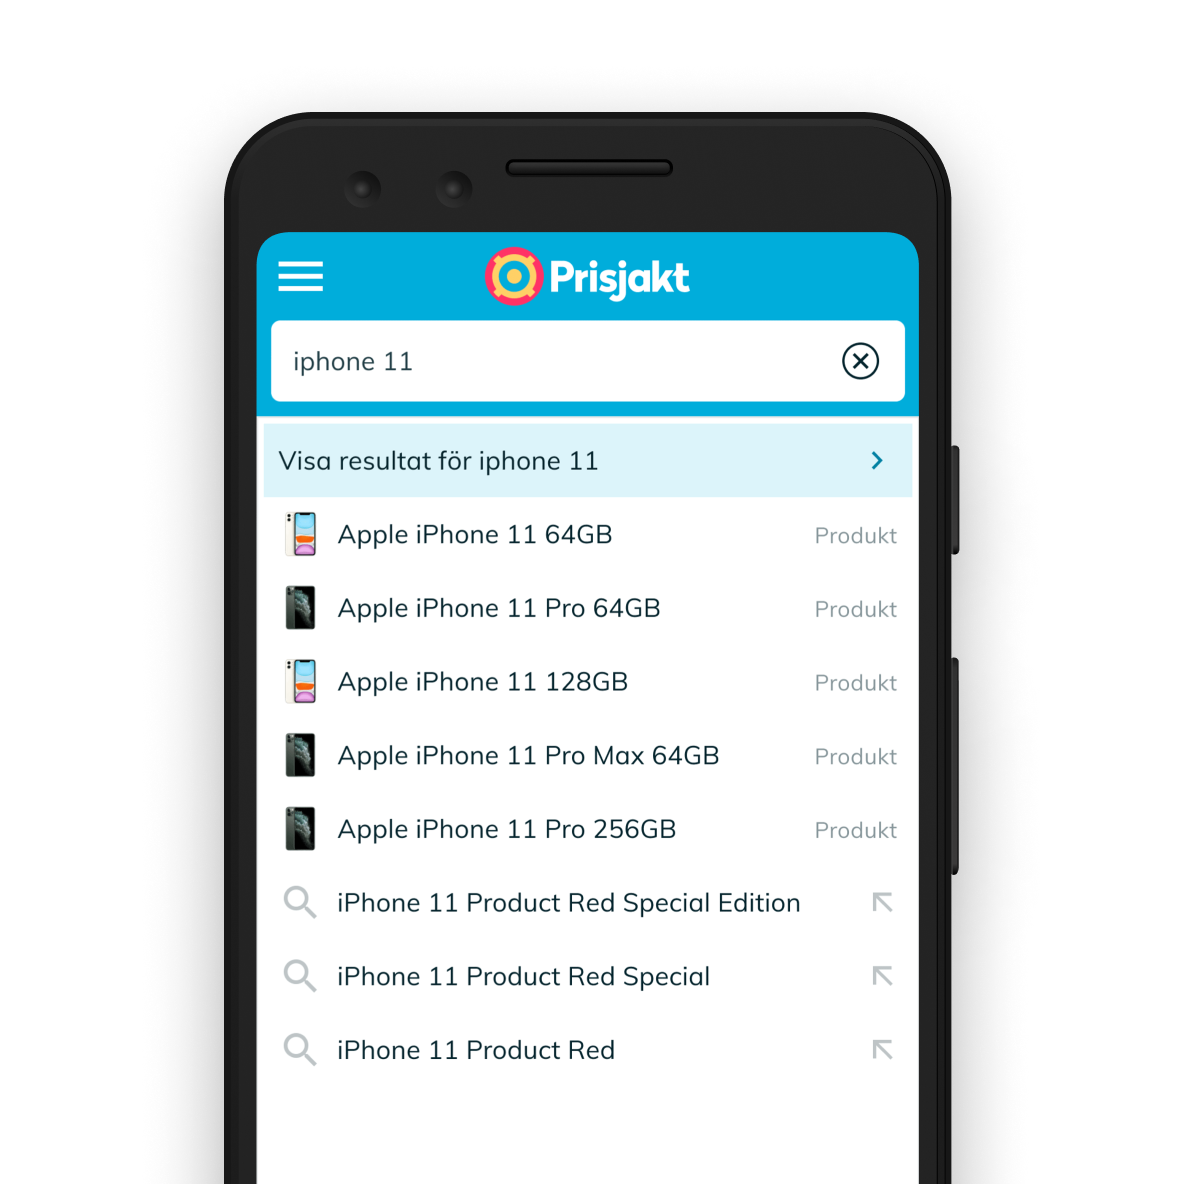 Prisjakt
iphone 11
Visa resultat för iphone 11
Apple iPhone 11 64GB Produkt
Apple iPhone 11 Pro 64GB Produkt
Apple iPhone 11 128GB Produkt
Apple iPhone 11 Pro Max 64GB Produkt
Apple iPhone 11 Pro 256GB Produkt
iPhone 11 Product Red Special Edition
iPhone 11 Product Red Special
iPhone 11 Product Red